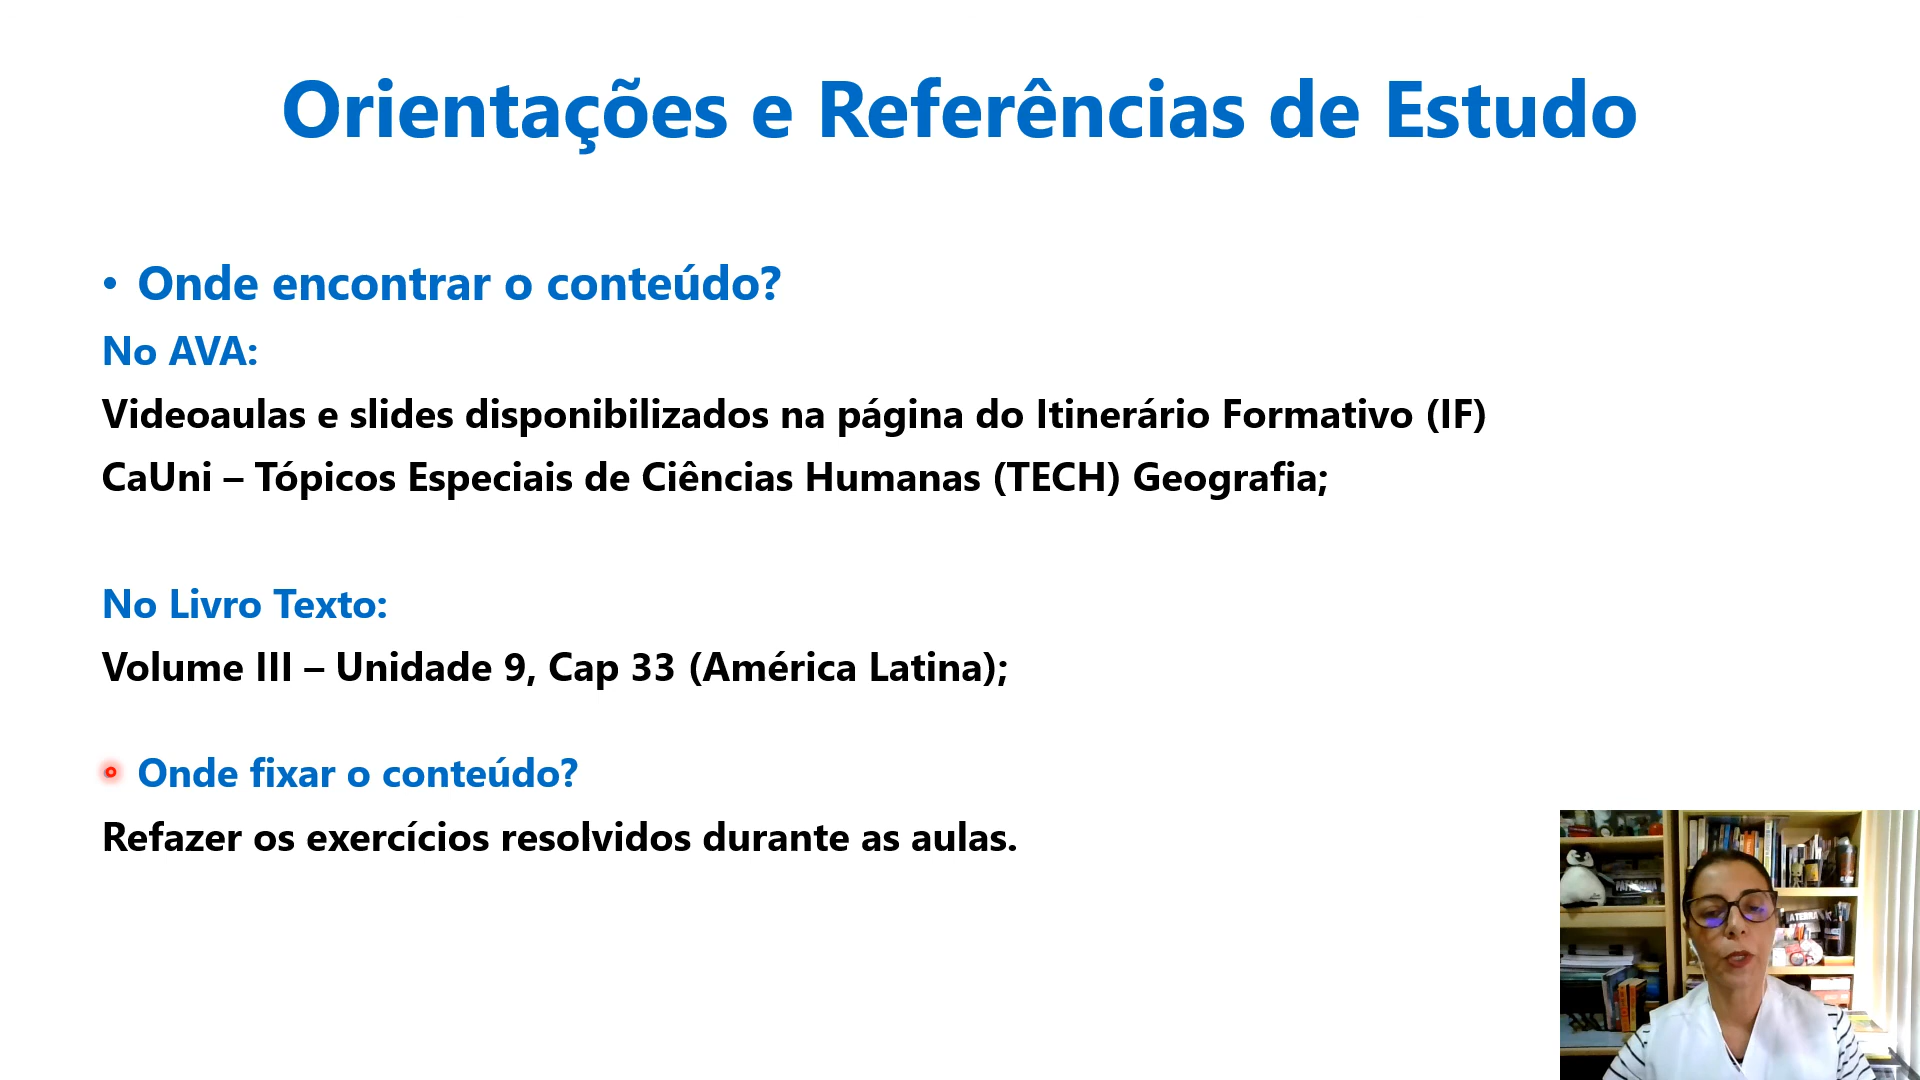 Orientações e Referências de Estudo
• Onde encontrar o conteúdo?
No AVA:
Videoaulas e slides disponibilizados na página do Itinerário Formativo (IF)
CaUni – Tópicos Especiais de Ciências Humanas (TECH) Geografia;
No Livro Texto:
Volume III – Unidade 9, Cap 33 (América Latina);
Onde fixar o conteúdo?
Refazer os exercícios resolvidos durante as aulas.